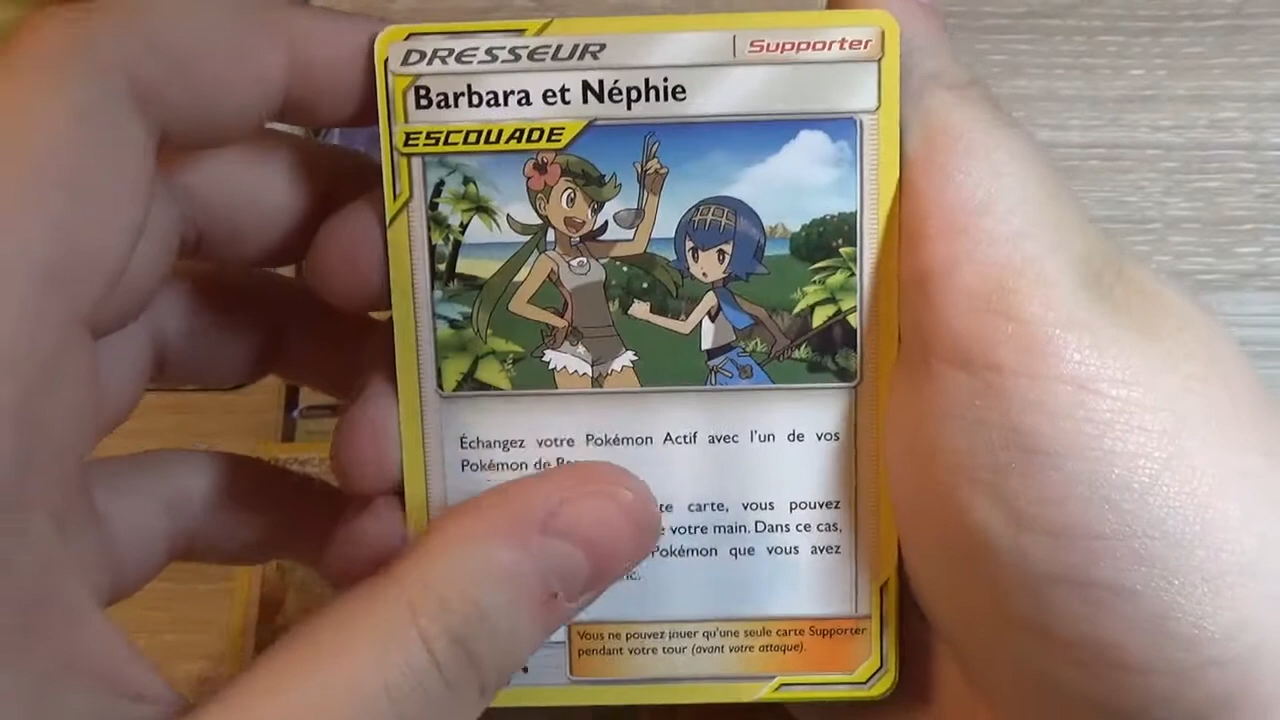 DRESSEUR
Supporter
Barbara et Néphie
ESCOUADE
Échangez votre Pokémon Actif avec l'un de vos
Pokémon de
carte, vous pouvez
votre main. Dans ce cas,
Pokémon que vous avez
Vous ne pouvez jouer qu'une seule carte Supporter
pendant votre tour (avant votre attaque).